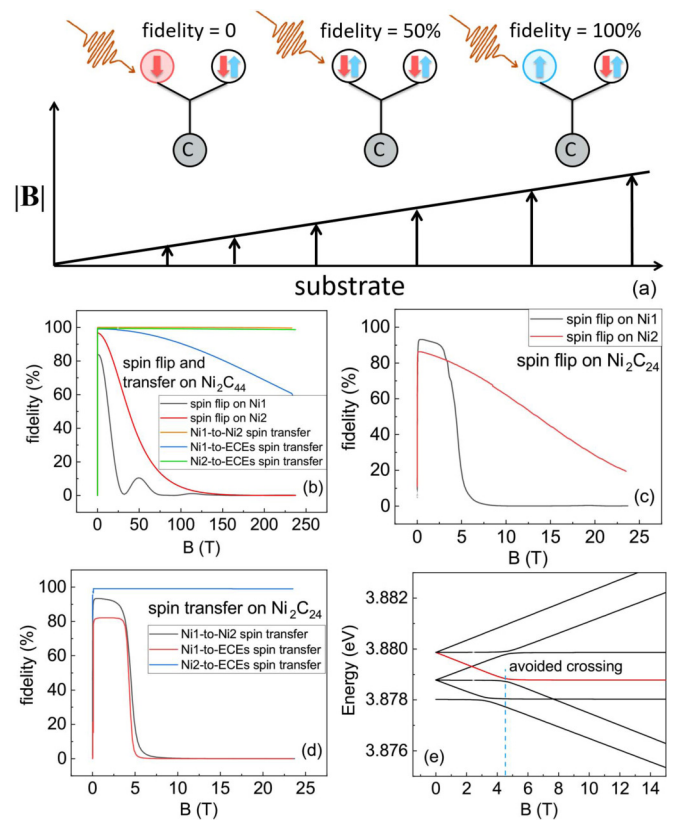 fidelity = 0
fidelity = 50%
fidelity = 100%
C
C
C
|B|
substrate
(a)
100
80
60
40
20
0
fidelity (%)
spin flip and
transfer on Ni2C44
spin flip on Ni1
spin flip on Ni2
Ni1-to-Ni2 spin transfer
Ni1-to-ECEs spin transfer
Ni2-to-ECEs spin transfer
(b)
0 50 100 150 200 250
B (T)
100
80
60
40
20
0
fidelity (%)
spin flip on Ni1
spin flip on Ni2
spin flip on Ni2C24
(c)
0 5 10 15 20 25
B (T)
100
80
60
40
20
0
fidelity (%)
spin transfer on Ni2C24
Ni1-to-Ni2 spin transfer
Ni1-to-ECEs spin transfer
Ni2-to-ECEs spin transfer
(d)
0 5 10 15 20 25
B (T)
3.882
3.880
3.878
3.876
Energy (eV)
avoided crossing
(e)
0 2 4 6 8 10 12 14
B (T)